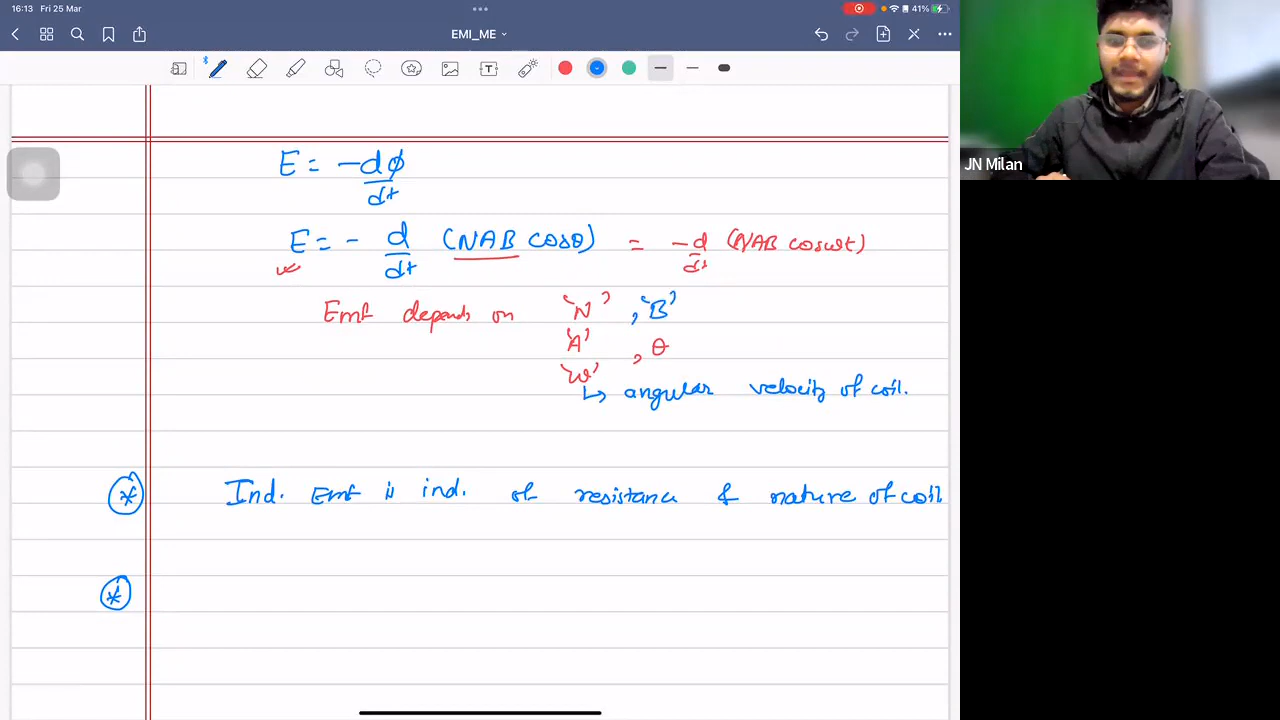 16:13 Fri 25 Mar
41%
EMI_ME
JN Milan
E = -dφ/dt
E = - d/dt (NAB cosθ) = -d/dt (NAB cosωt)
Emf depends on 'N' , 'B'
'A' , θ
'ω'
↳ angular velocity of coil.
* Ind. Emf is ind. of resistance & nature of coil
*